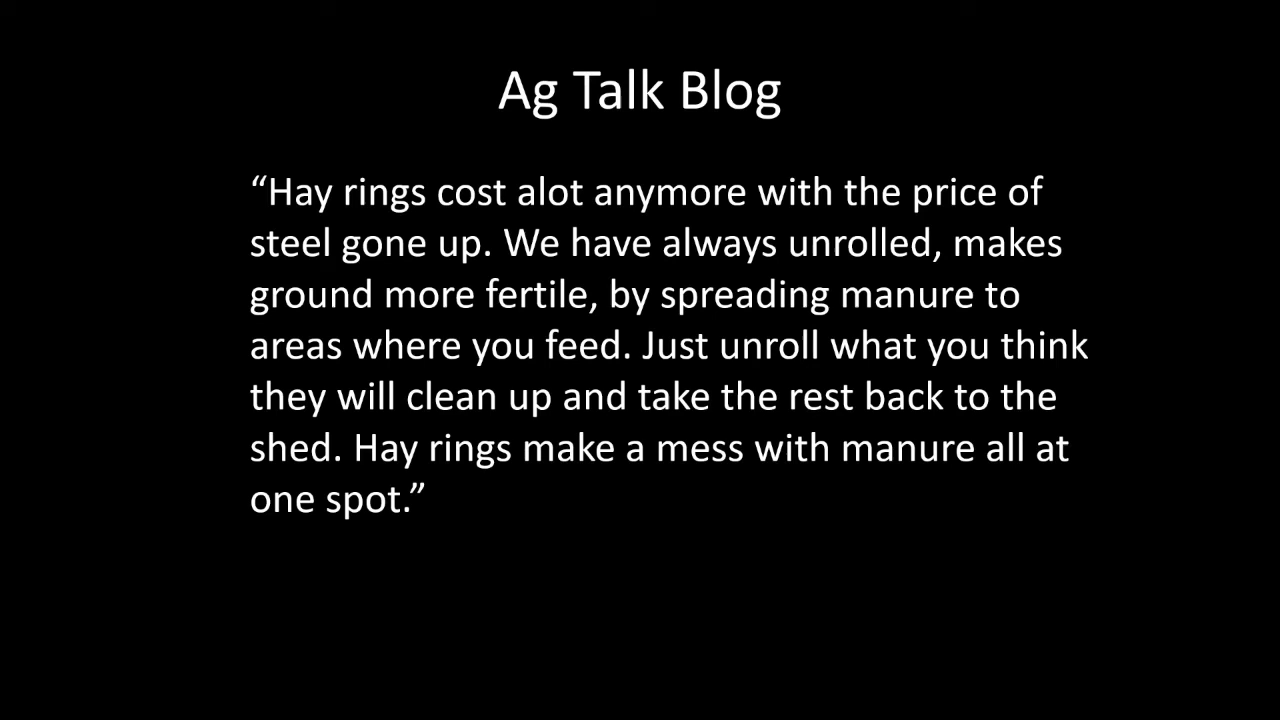 Ag Talk Blog
“Hay rings cost alot anymore with the price of
steel gone up. We have always unrolled, makes
ground more fertile, by spreading manure to
areas where you feed. Just unroll what you think
they will clean up and take the rest back to the
shed. Hay rings make a mess with manure all at
one spot.”